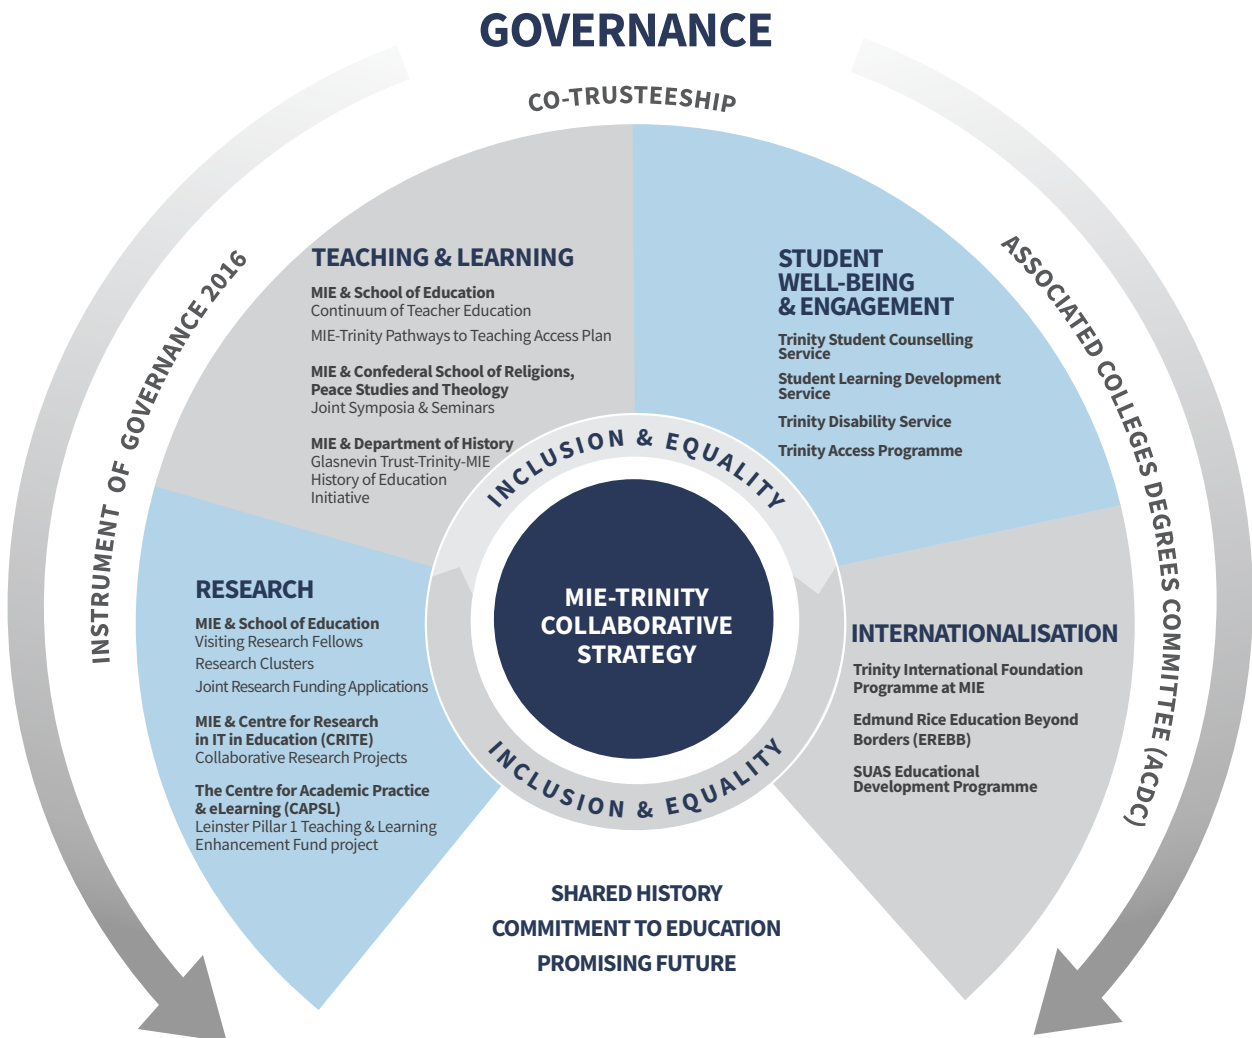 GOVERNANCE
CO-TRUSTEESHIP
INSTRUMENT OF GOVERNANCE 2016
ASSOCIATED COLLEGES DEGREES COMMITTEE (ACDC)
TEACHING & LEARNING
MIE & School of Education
Continuum of Teacher Education
MIE-Trinity Pathways to Teaching Access Plan
MIE & Confederal School of Religions,
Peace Studies and Theology
Joint Symposia & Seminars
MIE & Department of History
Glasnevin Trust-Trinity-MIE
History of Education
Initiative
STUDENT
WELL-BEING
& ENGAGEMENT
Trinity Student Counselling
Service
Student Learning Development
Service
Trinity Disability Service
Trinity Access Programme
INCLUSION & EQUALITY
MIE-TRINITY
COLLABORATIVE
STRATEGY
INCLUSION & EQUALITY
RESEARCH
MIE & School of Education
Visiting Research Fellows
Research Clusters
Joint Research Funding Applications
MIE & Centre for Research
in IT in Education (CRITE)
Collaborative Research Projects
The Centre for Academic Practice
& eLearning (CAPSL)
Leinster Pillar 1 Teaching & Learning
Enhancement Fund project
INTERNATIONALISATION
Trinity International Foundation
Programme at MIE
Edmund Rice Education Beyond
Borders (EREBB)
SUAS Educational
Development Programme
SHARED HISTORY
COMMITMENT TO EDUCATION
PROMISING FUTURE